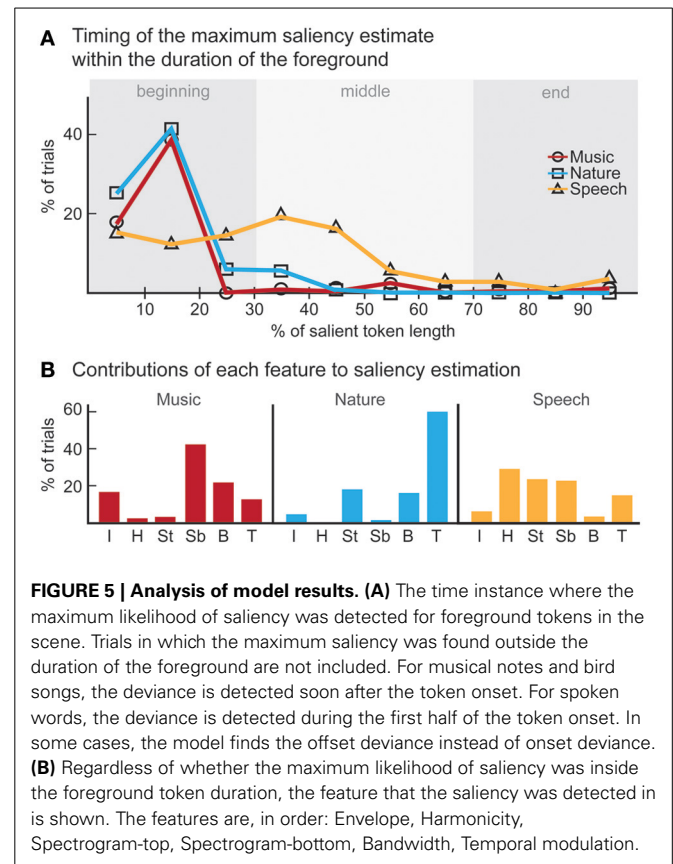 A Timing of the maximum saliency estimate
within the duration of the foreground
beginning middle end
% of trials
40
20
Music
Nature
Speech
10 20 30 40 50 60 70 80 90
% of salient token length
B Contributions of each feature to saliency estimation
Music Nature Speech
% of trials
60
40
20
I H St Sb B T I H St Sb B T I H St Sb B T
FIGURE 5 | Analysis of model results. (A) The time instance where the
maximum likelihood of saliency was detected for foreground tokens in the
scene. Trials in which the maximum saliency was found outside the
duration of the foreground are not included. For musical notes and bird
songs, the deviance is detected soon after the token onset. For spoken
words, the deviance is detected during the first half of the token onset. In
some cases, the model finds the offset deviance instead of onset deviance.
(B) Regardless of whether the maximum likelihood of saliency was inside
the foreground token duration, the feature that the saliency was detected in
is shown. The features are, in order: Envelope, Harmonicity,
Spectrogram-top, Spectrogram-bottom, Bandwidth, Temporal modulation.